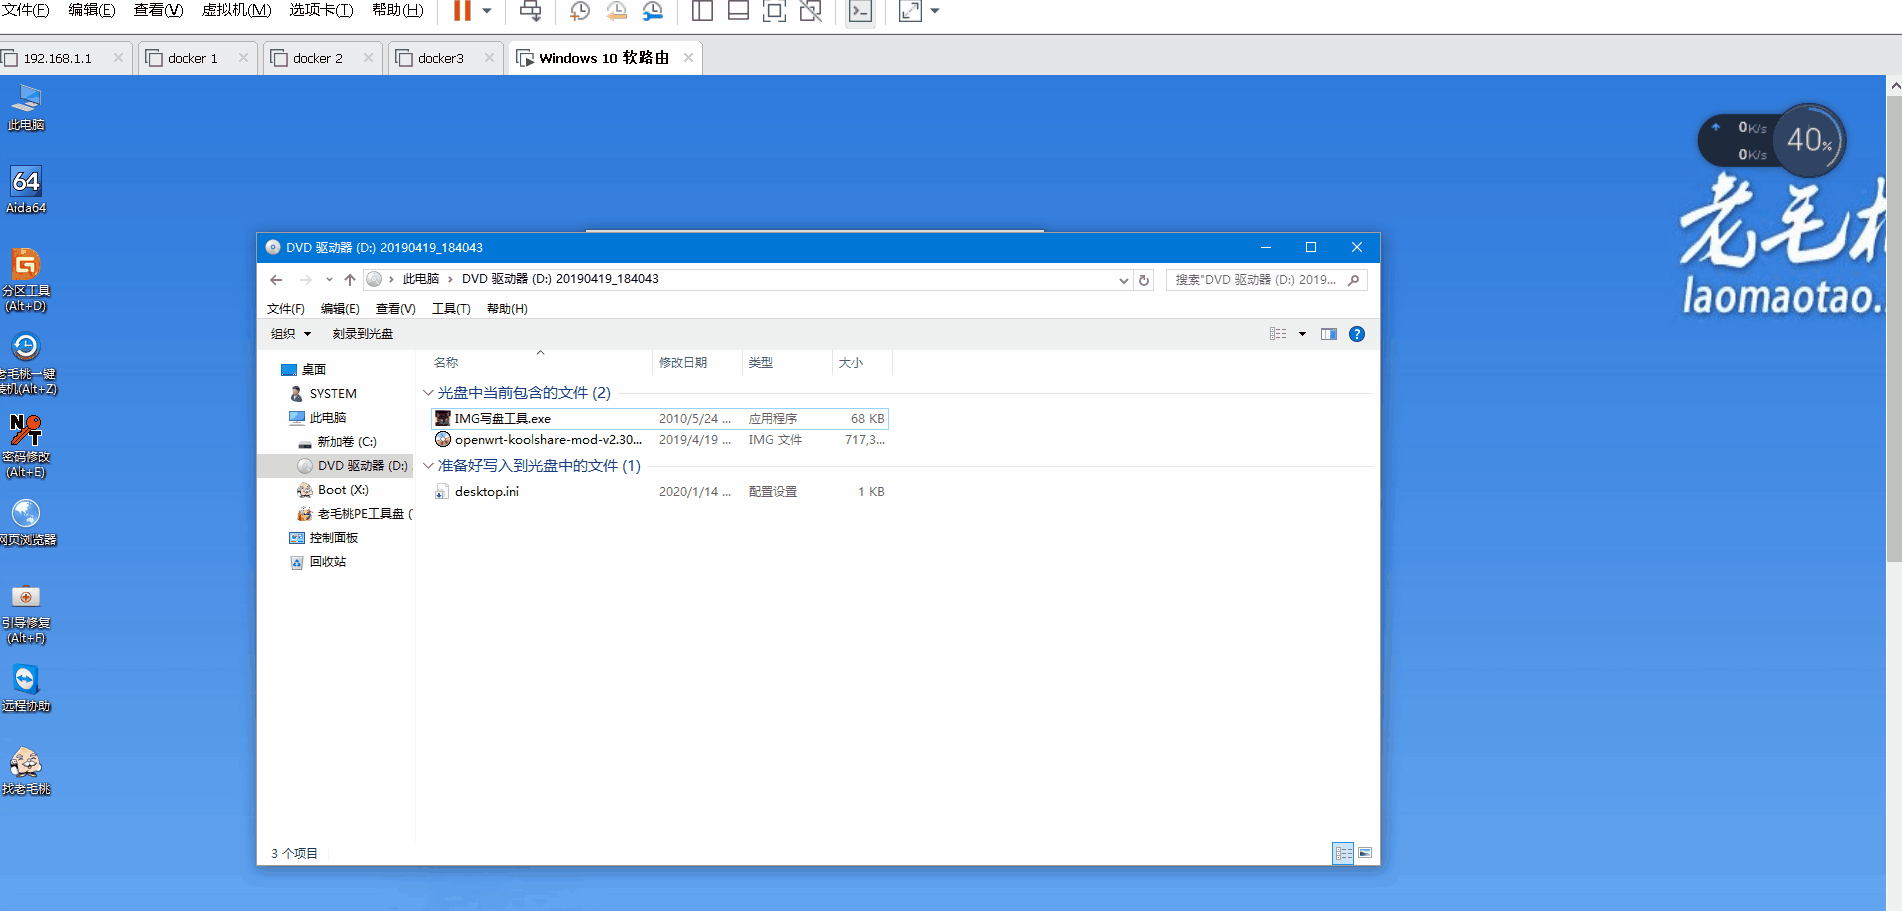 文件(F) 编辑(E) 查看(V) 虚拟机(M) 选项卡(T) 帮助(H)
192.168.1.1 docker 1 docker 2 docker3 Windows 10 软路由
此电脑
64
Aida64
分区工具
(Alt+D)
老毛桃一键
装机(Alt+Z)
NT
密码修改
(Alt+E)
网页浏览器
引导修复
(Alt+F)
远程协助
找老毛桃
0K/s
0K/s
40%
老毛桃
laomaotao.
DVD 驱动器 (D:) 20190419_184043
此电脑 › DVD 驱动器 (D:) 20190419_184043
搜索"DVD 驱动器 (D:) 2019...
文件(F) 编辑(E) 查看(V) 工具(T) 帮助(H)
组织 刻录到光盘
桌面
SYSTEM
此电脑
新加卷 (C:)
DVD 驱动器 (D:)
Boot (X:)
老毛桃PE工具盘 (
控制面板
回收站
名称 修改日期 类型 大小
光盘中当前包含的文件 (2)
IMG写盘工具.exe 2010/5/24 ... 应用程序 68 KB
openwrt-koolshare-mod-v2.30... 2019/4/19 ... IMG 文件 717,3...
准备好写入到光盘中的文件 (1)
desktop.ini 2020/1/14 ... 配置设置 1 KB
3 个项目